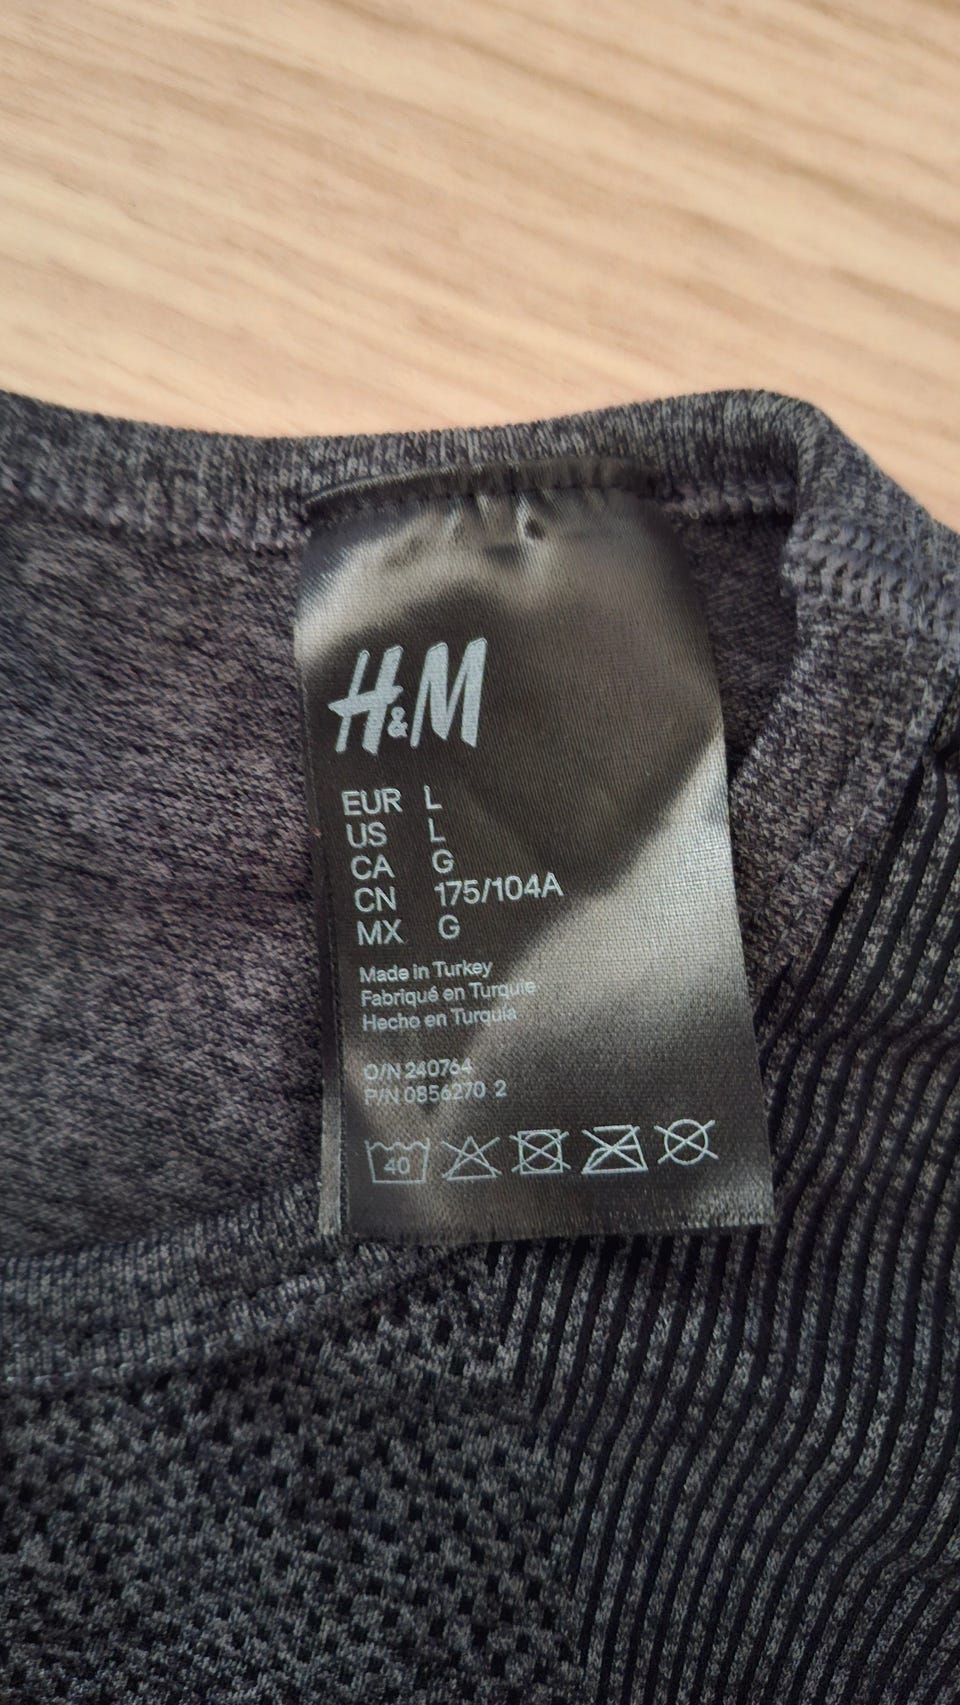 H&M
EUR L
US L
CA G
CN 175/104A
MX G
Made in Turkey
Fabriqué en Turquie
Hecho en Turquía
O/N 240764
P/N 0856270 2
40